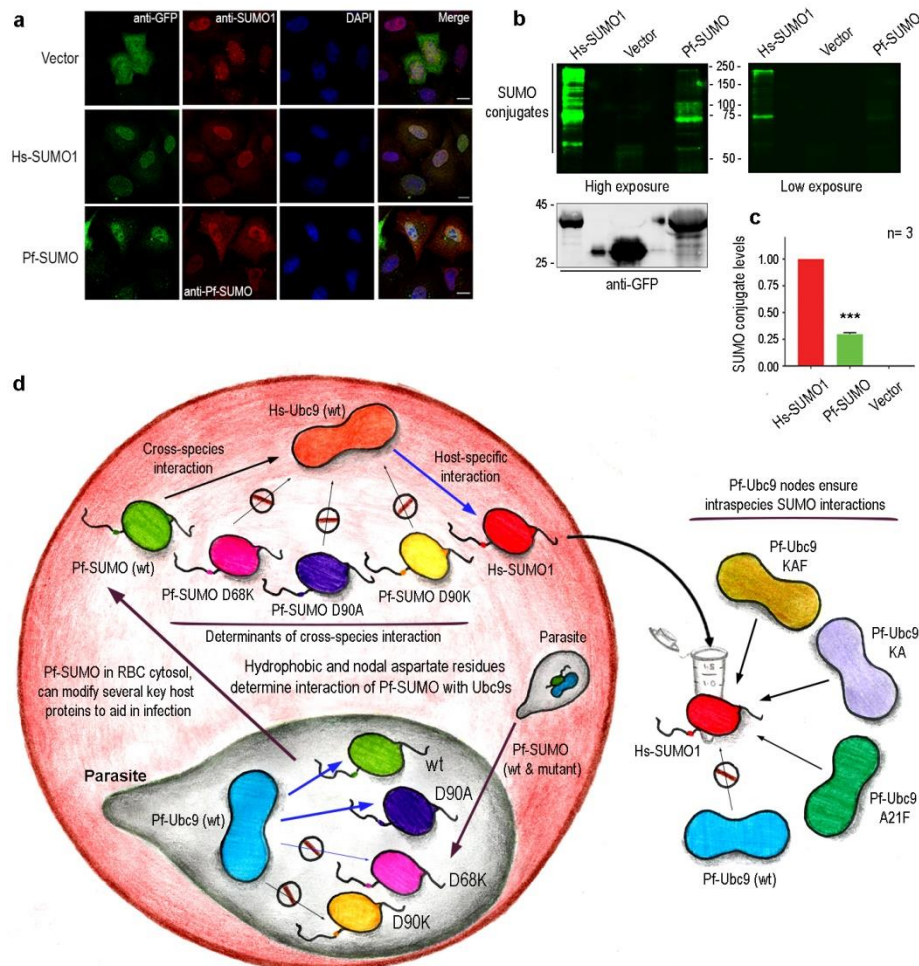 a
anti-GFP
anti-SUMO1
DAPI
Merge
Vector
Hs-SUMO1
Pf-SUMO
anti-Pf-SUMO
b
Hs-SUMO1
Vector
Pf-SUMO
Hs-SUMO1
Vector
Pf-SUMO
SUMO
conjugates
250
150
100
75
50
High exposure
Low exposure
45
25
anti-GFP
c
n= 3
SUMO conjugate levels
1.00
0.75
0.50
0.25
0.00
***
Hs-SUMO1
Pf-SUMO
Vector
d
Hs-Ubc9 (wt)
Cross-species
interaction
Host-specific
interaction
Pf-SUMO (wt)
Pf-SUMO D68K
Pf-SUMO D90A
Pf-SUMO D90K
Hs-SUMO1
Determinants of cross-species interaction
Pf-SUMO in RBC cytosol,
can modify several key host
proteins to aid in infection
Hydrophobic and nodal aspartate residues
determine interaction of Pf-SUMO with Ubc9s
Parasite
Pf-SUMO
(wt & mutant)
Parasite
Pf-Ubc9 (wt)
wt
D90A
D68K
D90K
Pf-Ubc9 nodes ensure
intraspecies SUMO interactions
Pf-Ubc9
KAF
Pf-Ubc9
KA
1.5
1.0
Hs-SUMO1
Pf-Ubc9
A21F
Pf-Ubc9 (wt)